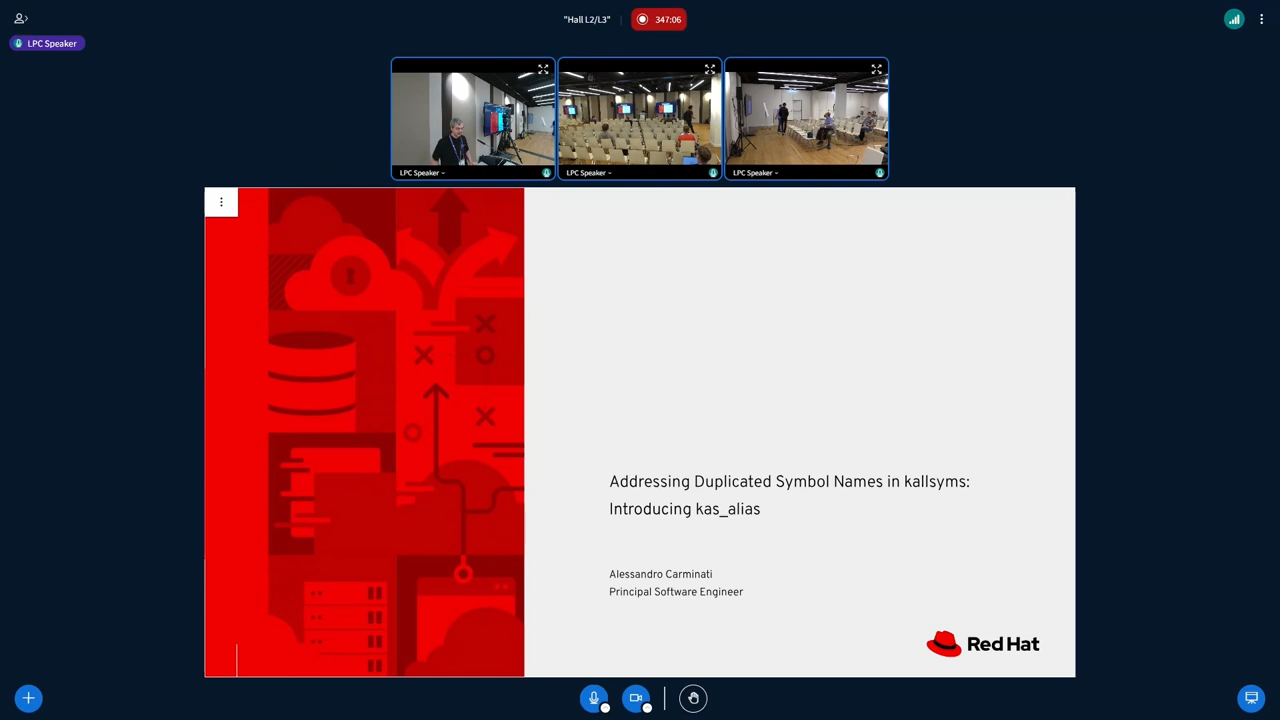 "Hall L2/L3"
347:06
LPC Speaker
LPC Speaker
LPC Speaker
LPC Speaker
Addressing Duplicated Symbol Names in kallsyms:
Introducing kas_alias
Alessandro Carminati
Principal Software Engineer
Red Hat